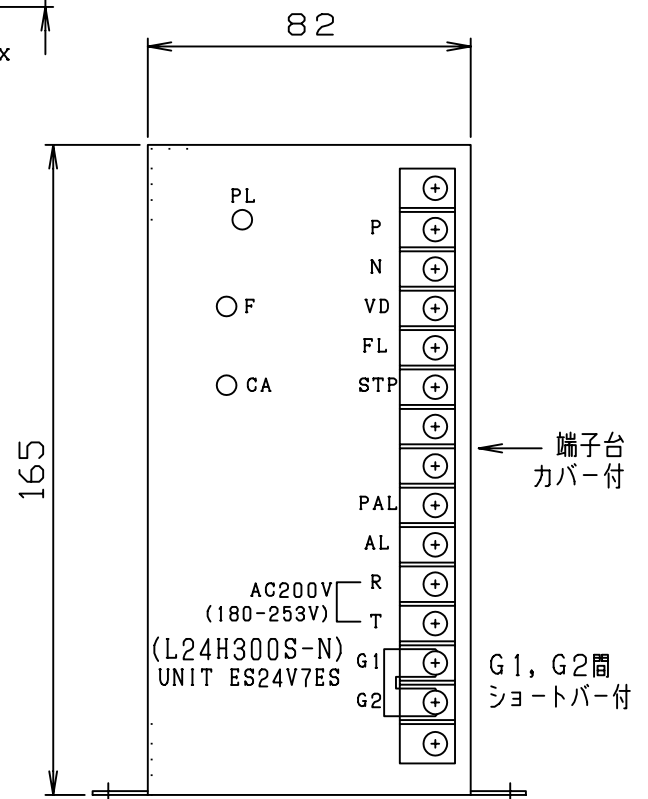 x
82
165
PL
F
CA
P
N
VD
FL
STP
PAL
AL
R
T
AC200V
(180-253V)
(L24H300S-N)
UNIT ES24V7ES
G1
G2
端子台
カバー付
G1, G2間
ショートバー付